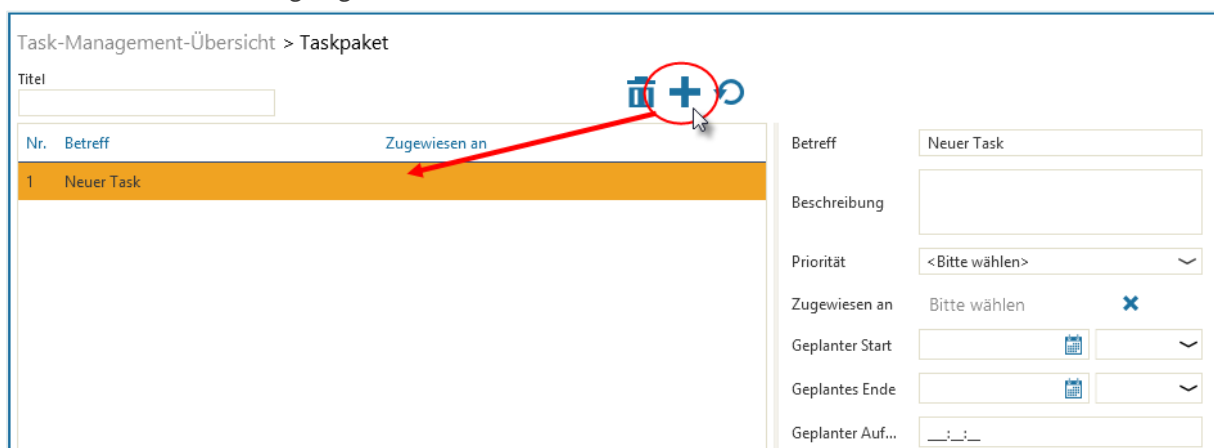 Task-Management-Übersicht > Taskpaket
Titel
Nr. Betreff Zugewiesen an
1 Neuer Task
Betreff Neuer Task
Beschreibung
Priorität <Bitte wählen>
Zugewiesen an Bitte wählen
Geplanter Start
Geplantes Ende
Geplanter Auf... __:__:__